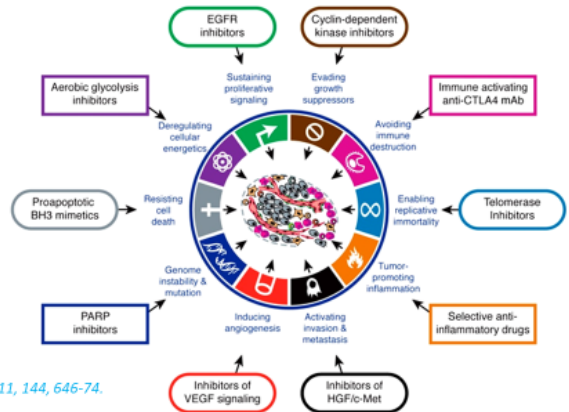 EGFR
inhibitors
Cyclin-dependent
kinase inhibitors
Sustaining
proliferative
signaling
Evading
growth
suppressors
Aerobic glycolysis
inhibitors
Immune activating
anti-CTLA4 mAb
Deregulating
cellular
energetics
Avoiding
immune
destruction
Proapoptotic
BH3 mimetics
Resisting
cell
death
Enabling
replicative
immortality
Telomerase
Inhibitors
Genome
instability &
mutation
Tumor-
promoting
inflammation
PARP
inhibitors
Inducing
angiogenesis
Activating
invasion &
metastasis
Selective anti-
inflammatory drugs
Inhibitors of
VEGF signaling
Inhibitors of
HGF/c-Met
11, 144, 646-74.